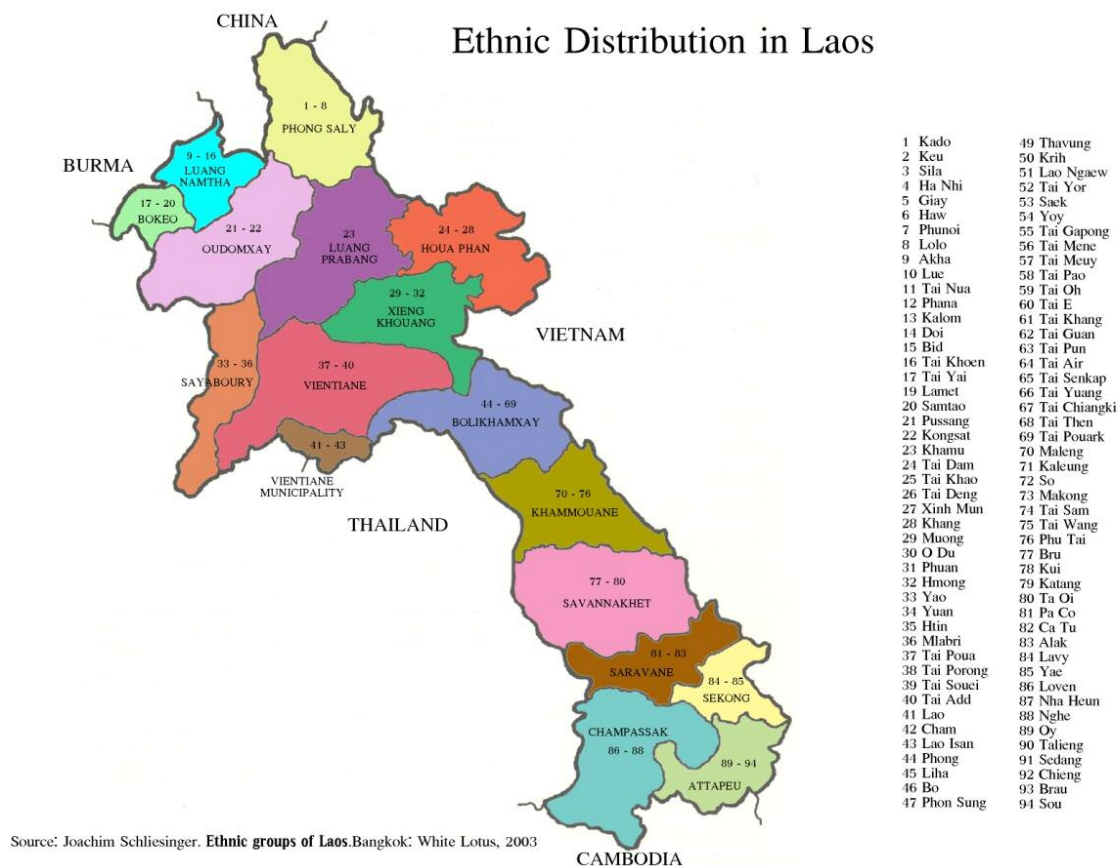 Ethnic Distribution in Laos
CHINA
1 - 8
PHONG SALY
BURMA
9 - 16
LUANG
NAMTHA
17 - 20
BOKEO
21 - 22
OUDOMXAY
23
LUANG
PRABANG
24 - 28
HOUA PHAN
29 - 32
XIENG
KHOUANG
VIETNAM
33 - 36
SAYABOURY
37 - 40
VIENTIANE
44 - 69
BOLIKHAMXAY
41 - 43
VIENTIANE
MUNICIPALITY
THAILAND
70 - 76
KHAMMOUANE
77 - 80
SAVANNAKHET
81 - 83
SARAVANE
84 - 85
SEKONG
CHAMPASSAK
86 - 88
89 - 94
ATTAPEU
CAMBODIA
1 Kado
2 Keu
3 Sila
4 Ha Nhi
5 Giay
6 Haw
7 Phunoi
8 Lolo
9 Akha
10 Lue
11 Tai Nua
12 Phana
13 Kalom
14 Doi
15 Bid
16 Tai Khoen
17 Tai Yai
19 Lamet
20 Samtao
21 Pussang
22 Kongsat
23 Khamu
24 Tai Dam
25 Tai Khao
26 Tai Deng
27 Xinh Mun
28 Khang
29 Muong
30 O Du
31 Phuan
32 Hmong
33 Yao
34 Yuan
35 Htin
36 Mlabri
37 Tai Poua
38 Tai Porong
39 Tai Souei
40 Tai Add
41 Lao
42 Cham
43 Lao Isan
44 Phong
45 Liha
46 Bo
47 Phon Sung
49 Thavung
50 Krih
51 Lao Ngaew
52 Tai Yor
53 Saek
54 Yoy
55 Tai Gapong
56 Tai Mene
57 Tai Meuy
58 Tai Pao
59 Tai Oh
60 Tai E
61 Tai Khang
62 Tai Guan
63 Tai Pun
64 Tai Air
65 Tai Senkap
66 Tai Yuang
67 Tai Chiangki
68 Tai Then
69 Tai Pouark
70 Maleng
71 Kaleung
72 So
73 Makong
74 Tai Sam
75 Tai Wang
76 Phu Tai
77 Bru
78 Kui
79 Katang
80 Ta Oi
81 Pa Co
82 Ca Tu
83 Alak
84 Lavy
85 Yae
86 Loven
87 Nha Heun
88 Nghe
89 Oy
90 Talieng
91 Sedang
92 Chieng
93 Brau
94 Sou
Source: Joachim Schliesinger. Ethnic groups of Laos.Bangkok: White Lotus, 2003